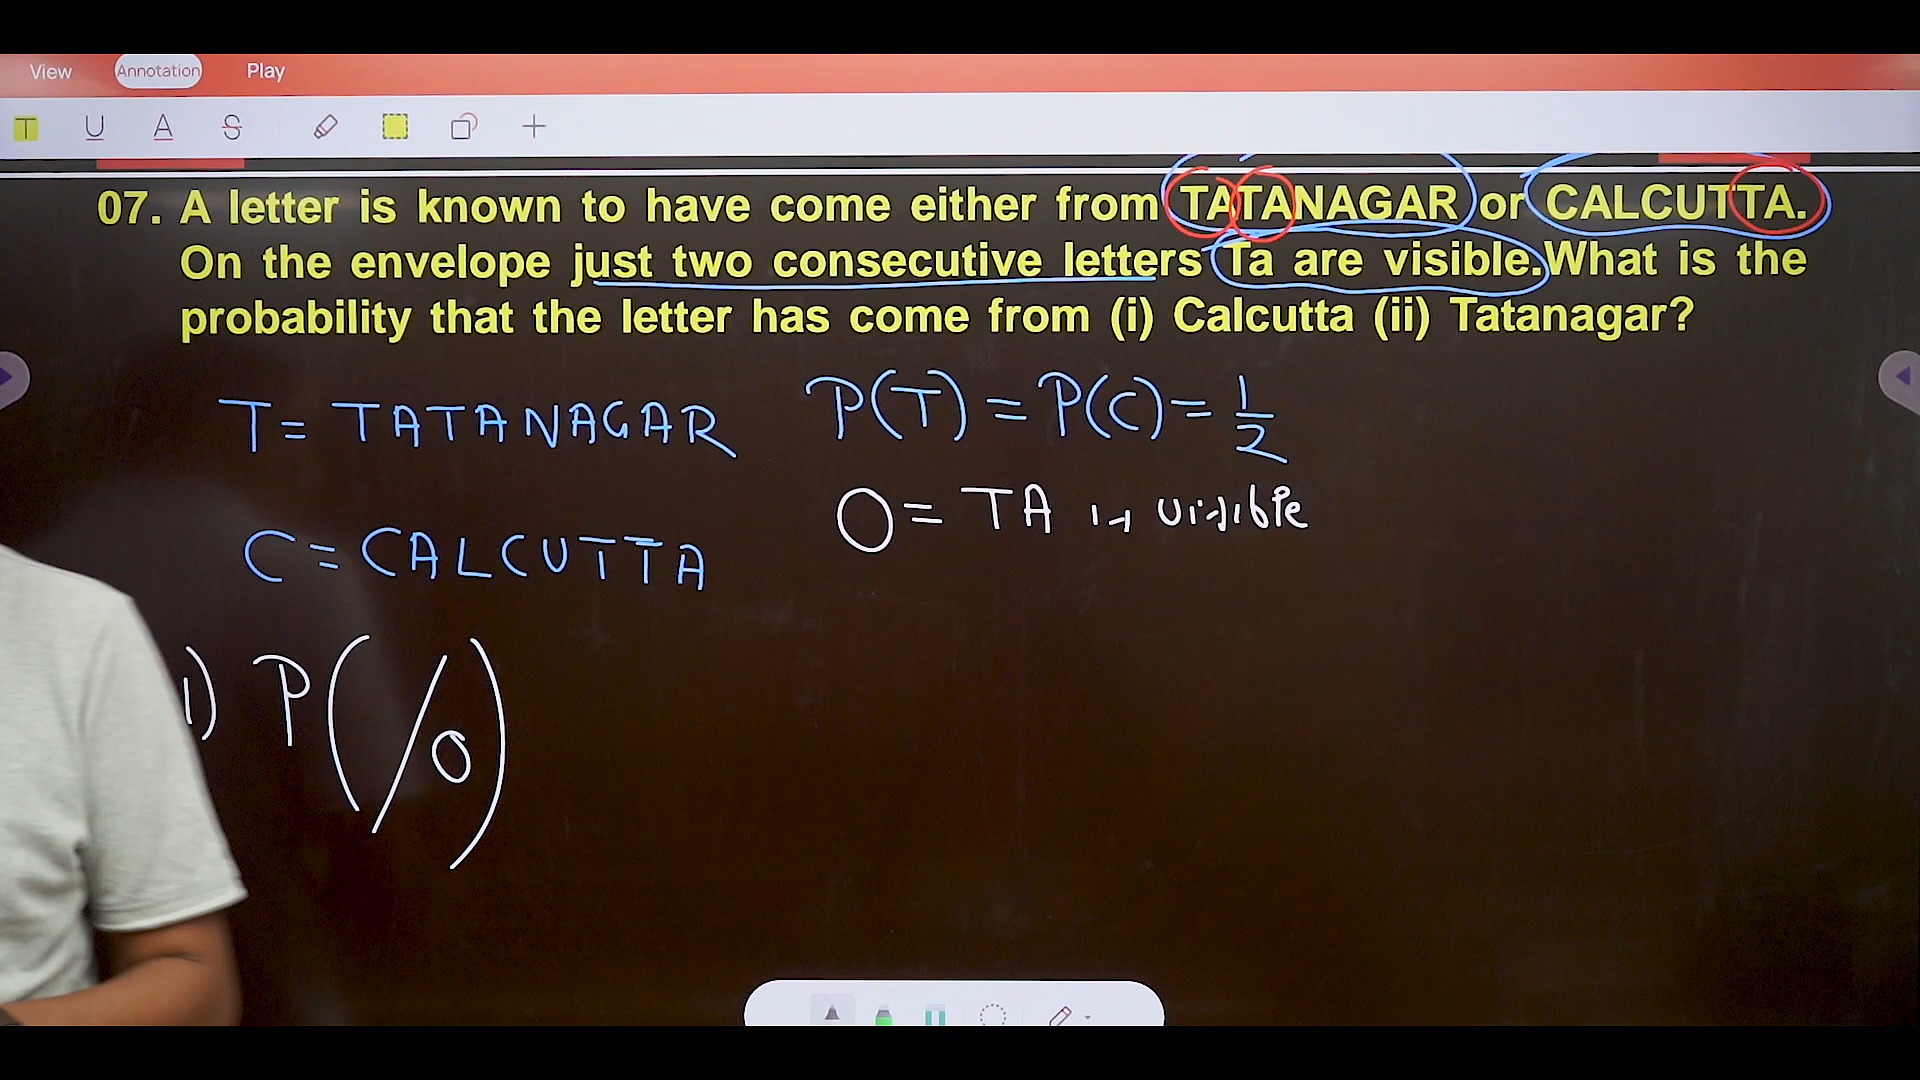 View Annotation Play
T U A S
07. A letter is known to have come either from TATANAGAR or CALCUTTA.
On the envelope just two consecutive letters Ta are visible.What is the
probability that the letter has come from (i) Calcutta (ii) Tatanagar?
T = TATANAGAR P(T) = P(C) = 1/2
O = TA is visible
C = CALCUTTA
i) P( /O)